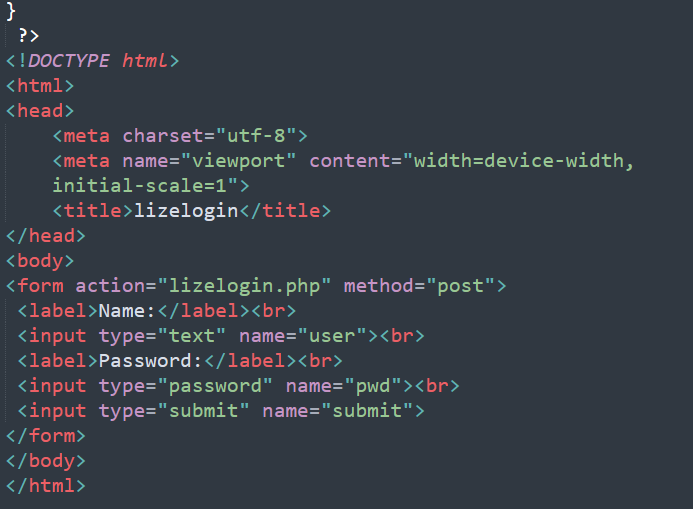 }
 ?>
<!DOCTYPE html>
<html>
<head>
    <meta charset="utf-8">
    <meta name="viewport" content="width=device-width,
    initial-scale=1">
    <title>lizelogin</title>
</head>
<body>
<form action="lizelogin.php" method="post">
 <label>Name:</label><br>
 <input type="text" name="user"><br>
 <label>Password:</label><br>
 <input type="password" name="pwd"><br>
 <input type="submit" name="submit">
</form>
</body>
</html>